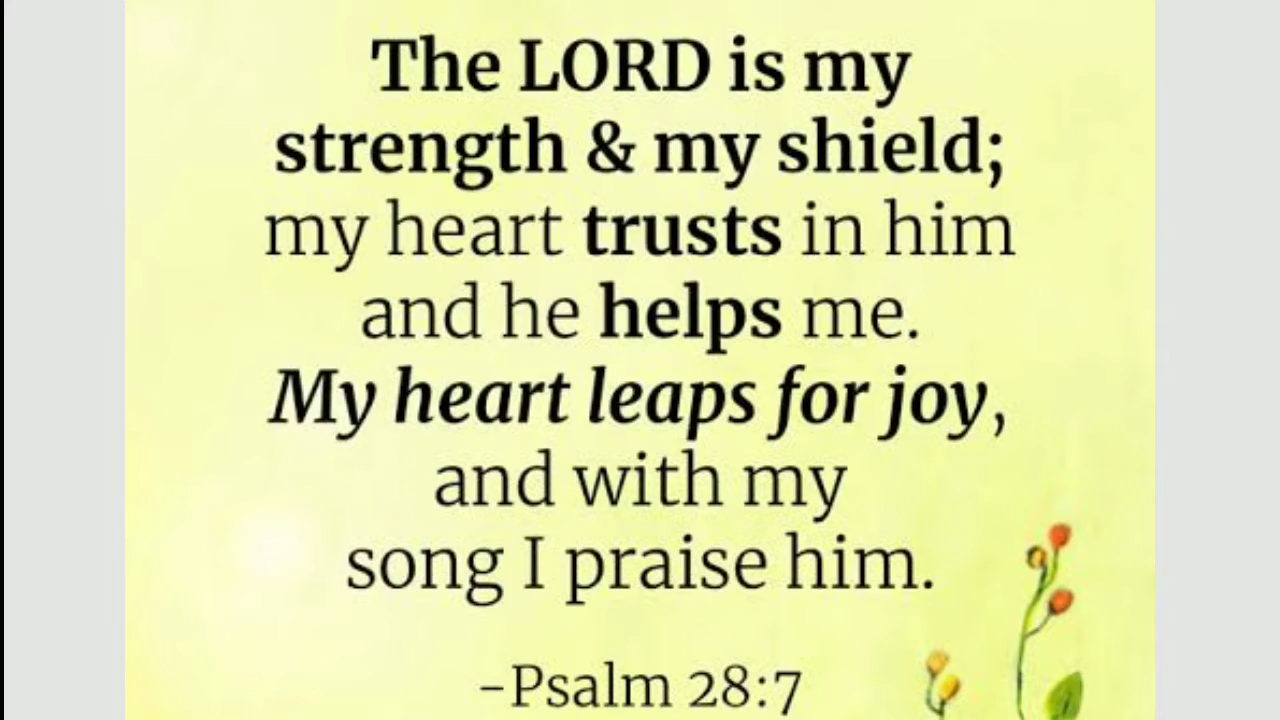 The LORD is my
strength & my shield;
my heart trusts in him
and he helps me.
My heart leaps for joy,
and with my
song I praise him.
-Psalm 28:7